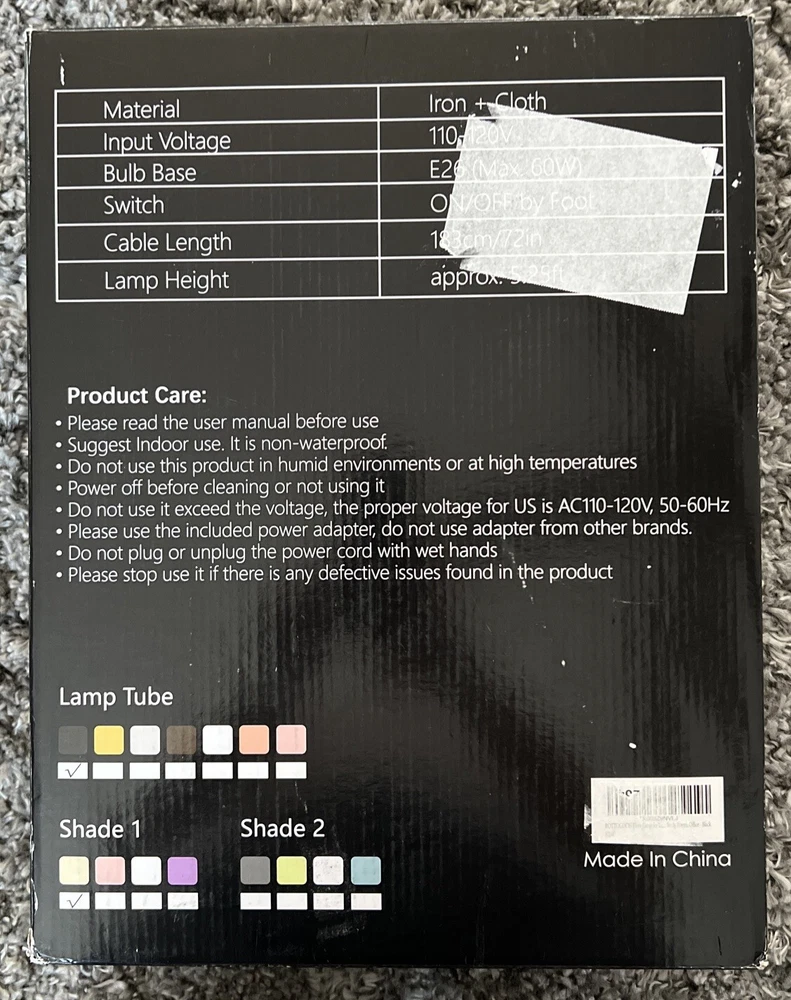 Material Iron + Cloth
Input Voltage 110-120V
Bulb Base E26 (Max. 60W)
Switch ON/OFF by Foot
Cable Length 183cm/72in
Lamp Height approx. 5.25ft
Product Care:
• Please read the user manual before use
• Suggest Indoor use. It is non-waterproof.
• Do not use this product in humid environments or at high temperatures
• Power off before cleaning or not using it
• Do not use it exceed the voltage, the proper voltage for US is AC110-120V, 50-60Hz
• Please use the included power adapter, do not use adapter from other brands.
• Do not plug or unplug the power cord with wet hands
• Please stop use it if there is any defective issues found in the product
Lamp Tube
Shade 1 Shade 2
Made In China